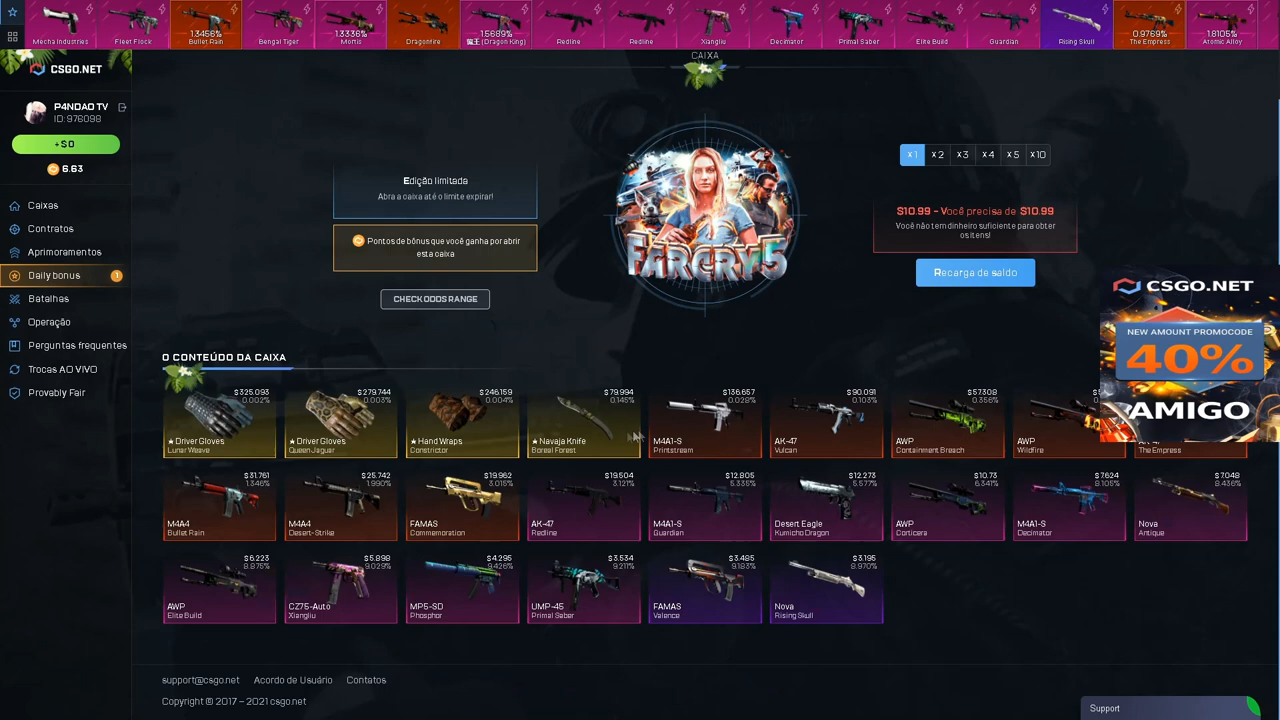 Mecha Industries
Fleet Flock
1.3456%
Bullet Rain
Bengal Tiger
1.3336%
Mortis
Dragonfire
1.5689%
龍王 (Dragon King)
Redline
Redline
Xiangliu
Decimator
Primal Saber
Elite Build
Guardian
Rising Skull
0.9769%
The Empress
1.8105%
Atomic Alloy
CSGO.NET
P4NDAO TV
ID: 976098
+ $0
6.63
Caixas
Contratos
Aprimoramentos
Daily bonus
1
Batalhas
Operação
Perguntas frequentes
Trocas AO VIVO
Provably Fair
CAIXA
Edição limitada
Abra a caixa até o limite expirar!
Pontos de bônus que você ganha por abrir
esta caixa
CHECK ODDS RANGE
FARCRY 5
x1 x2 x3 x4 x5 x10
$10.99 - Você precisa de $10.99
Você não tem dinheiro suficiente para obter
os itens!
Recarga de saldo
CSGO.NET
NEW AMOUNT PROMOCODE
40%
AMIGO
O CONTEÚDO DA CAIXA
$325.093
0.002%
★ Driver Gloves
Lunar Weave
$279.744
0.003%
★ Driver Gloves
Queen Jaguar
$246.159
0.004%
★ Hand Wraps
Constrictor
$79.994
0.145%
★ Navaja Knife
Boreal Forest
$136.657
0.028%
M4A1-S
Printstream
$90.091
0.103%
AK-47
Vulcan
$57.308
0.356%
AWP
Containment Breach
AWP
Wildfire
The Empress
$31.761
1.346%
M4A4
Bullet Rain
$25.742
1.990%
M4A4
Desert-Strike
$19.962
3.015%
FAMAS
Commemoration
$19.504
3.121%
AK-47
Redline
$12.805
5.335%
M4A1-S
Guardian
$12.273
5.577%
Desert Eagle
Kumicho Dragon
$10.73
6.341%
AWP
Corticera
$7.624
8.105%
M4A1-S
Decimator
$7.048
8.436%
Nova
Antique
$6.223
8.875%
AWP
Elite Build
$5.898
9.029%
CZ75-Auto
Xiangliu
$4.295
9.426%
MP5-SD
Phosphor
$3.534
9.211%
UMP-45
Primal Saber
$3.485
9.183%
FAMAS
Valence
$3.195
8.970%
Nova
Rising Skull
support@csgo.net Acordo de Usuário Contatos
Copyright © 2017 – 2021 csgo.net
Support